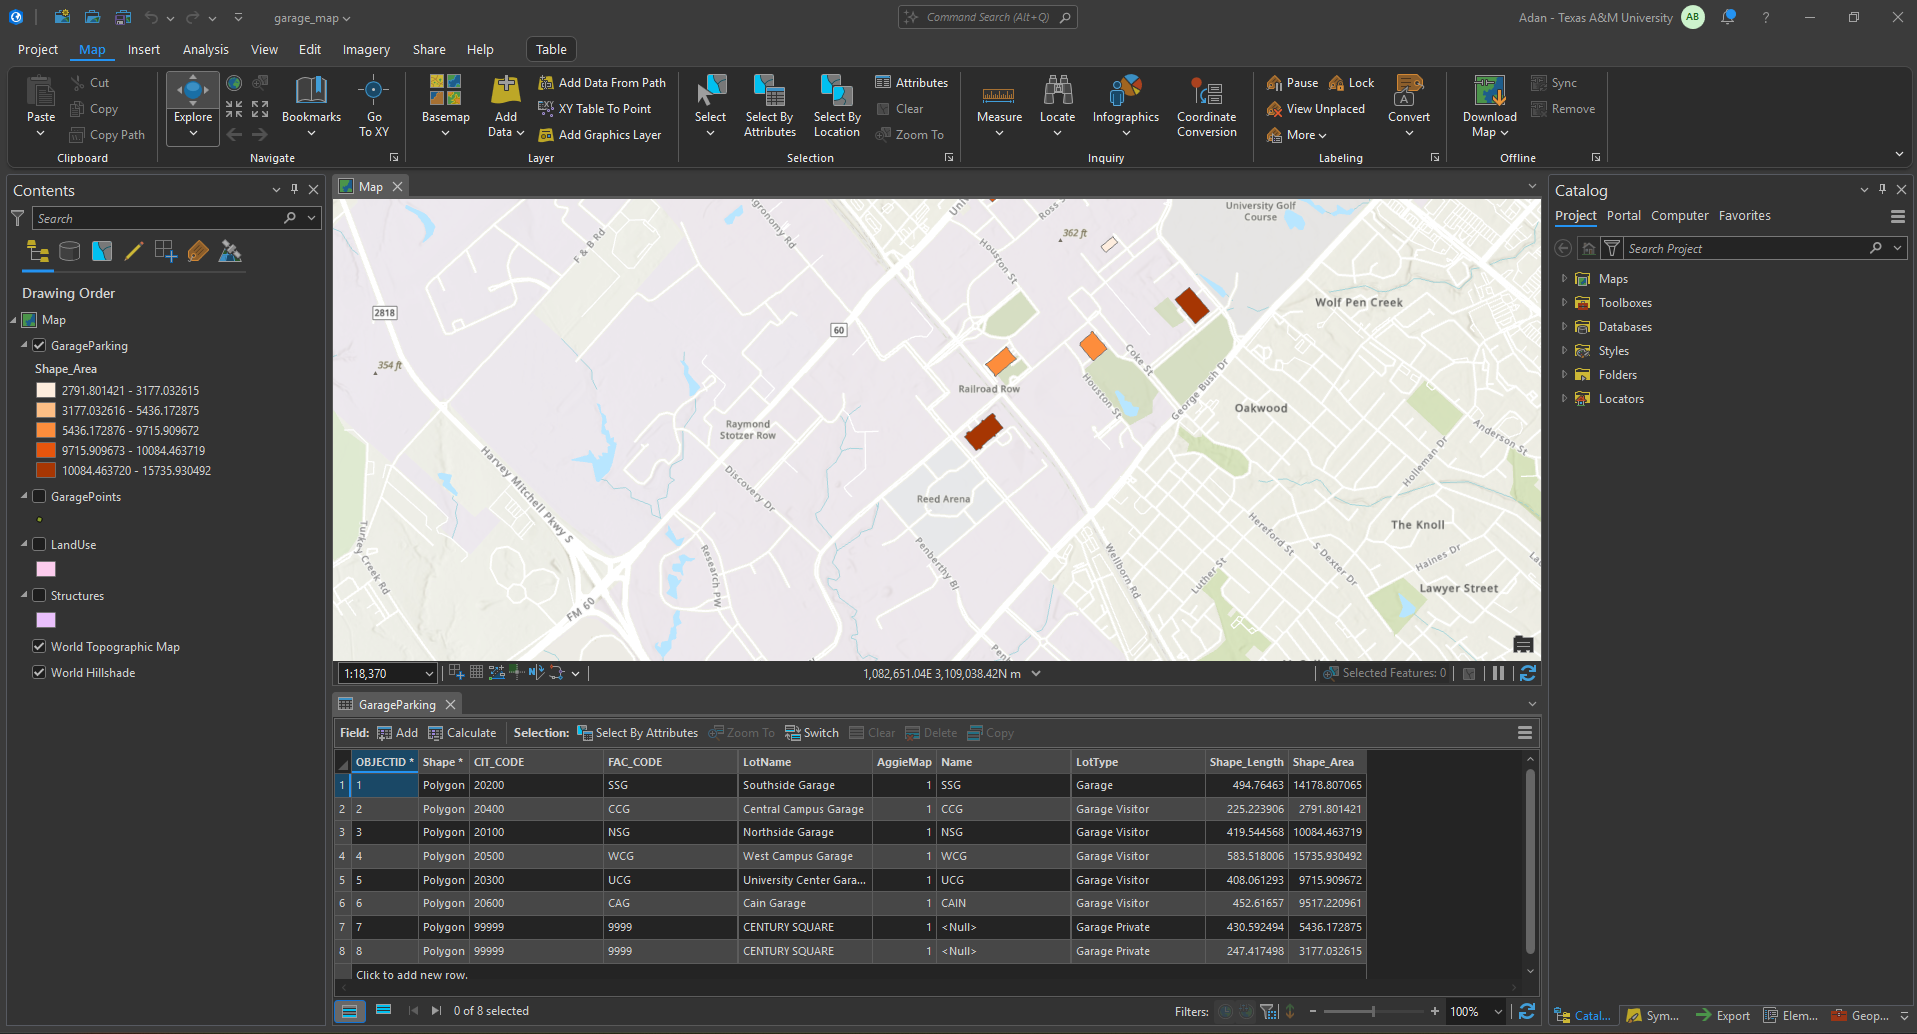 garage_map
Command Search (Alt+Q)
Adan - Texas A&M University
AB
?
Project
Map
Insert
Analysis
View
Edit
Imagery
Share
Help
Table
Paste
Cut
Copy
Copy Path
Clipboard
Explore
Bookmarks
Go
To XY
Navigate
Basemap
Add
Data
Add Data From Path
XY Table To Point
Add Graphics Layer
Layer
Select
Select By
Attributes
Select By
Location
Attributes
Clear
Zoom To
Selection
Measure
Locate
Infographics
Coordinate
Conversion
Inquiry
Pause
Lock
View Unplaced
More
Convert
Labeling
Download
Map
Sync
Remove
Offline
Contents
Search
Drawing Order
Map
GarageParking
Shape_Area
2791.801421 - 3177.032615
3177.032616 - 5436.172875
5436.172876 - 9715.909672
9715.909673 - 10084.463719
10084.463720 - 15735.930492
GaragePoints
LandUse
Structures
World Topographic Map
World Hillshade
Map
University Golf
Course
Ross S
362 ft
F & B Rd
Houston St
Wolf Pen Creek
2818
60
354 ft
Coke St
Railroad Row
Houston St
George Bush Dr
Oakwood
Raymond
Stotzer Row
Anderson St
Holleman Dr
Harvey Mitchell Pkwy S
Discovery Dr
Reed Arena
The Knoll
Hereford St
S Dexter Dr
Haines Dr
Turkey Creek Rd
Research PW
Penberthy Bl
Wellborn Rd
Luther St
Lawyer Street
FM 60
1:18,370
1,082,651.04E 3,109,038.42N m
Selected Features: 0
GarageParking
Field: Add Calculate Selection: Select By Attributes Zoom To Switch Clear Delete Copy
OBJECTID * Shape * CIT_CODE FAC_CODE LotName AggieMap Name LotType Shape_Length Shape_Area
1 1 Polygon 20200 SSG Southside Garage 1 SSG Garage 494.76463 14178.807065
2 2 Polygon 20400 CCG Central Campus Garage 1 CCG Garage Visitor 225.223906 2791.801421
3 3 Polygon 20100 NSG Northside Garage 1 NSG Garage Visitor 419.544568 10084.463719
4 4 Polygon 20500 WCG West Campus Garage 1 WCG Garage Visitor 583.518006 15735.930492
5 5 Polygon 20300 UCG University Center Gara... 1 UCG Garage Visitor 408.061293 9715.909672
6 6 Polygon 20600 CAG Cain Garage 1 CAIN Garage Visitor 452.61657 9517.220961
7 7 Polygon 99999 9999 CENTURY SQUARE 1 <Null> Garage Private 430.592494 5436.172875
8 8 Polygon 99999 9999 CENTURY SQUARE 1 <Null> Garage Private 247.417498 3177.032615
Click to add new row.
0 of 8 selected
Filters:
100%
Catalog
Project
Portal
Computer
Favorites
Search Project
Maps
Toolboxes
Databases
Styles
Folders
Locators
Catal...
Sym...
Export
Elem...
Geop...